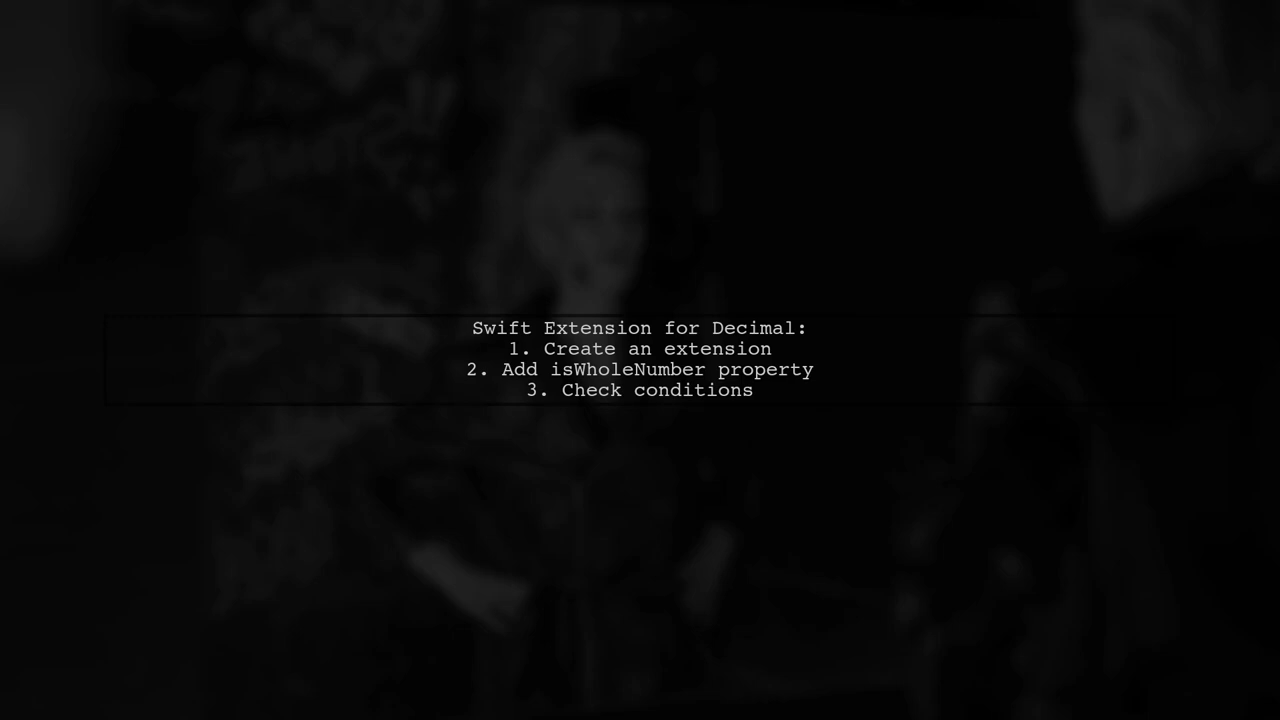 Swift Extension for Decimal:
1. Create an extension
2. Add isWholeNumber property
3. Check conditions